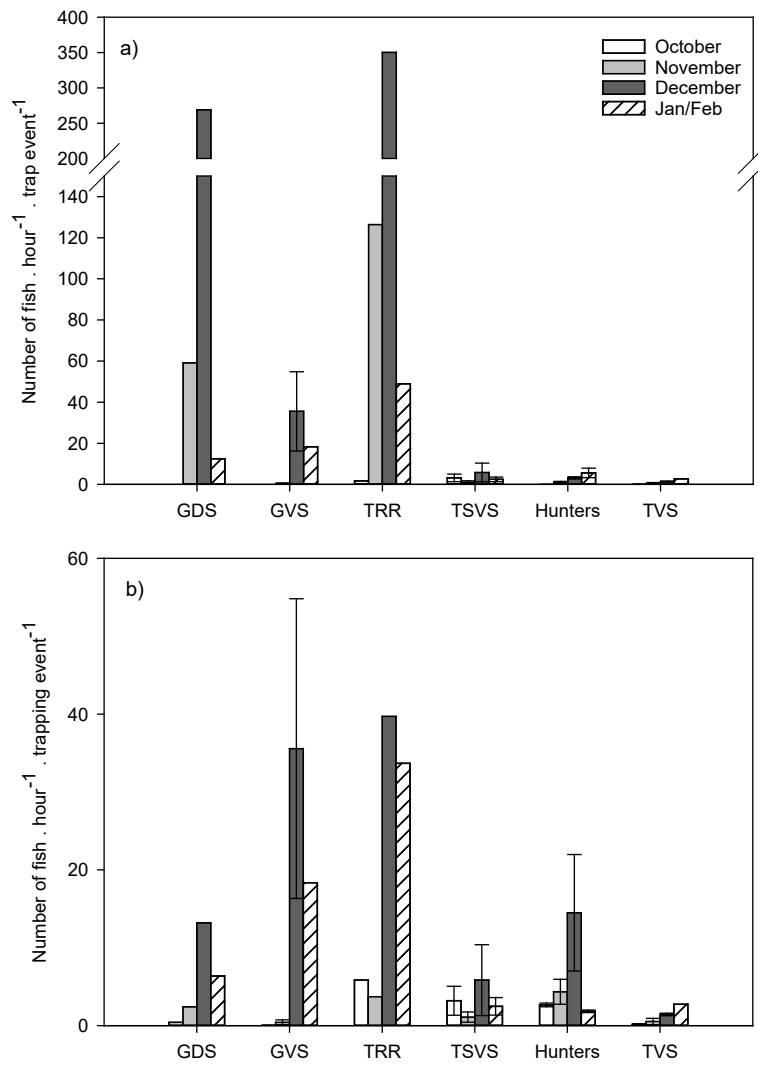 a)
October
November
December
Jan/Feb
Number of fish . hour⁻¹ . trap event⁻¹
400
350
300
250
200
140
120
100
80
60
40
20
0
GDS GVS TRR TSVS Hunters TVS
b)
Number of fish . hour⁻¹ . trapping event⁻¹
60
40
20
0
GDS GVS TRR TSVS Hunters TVS